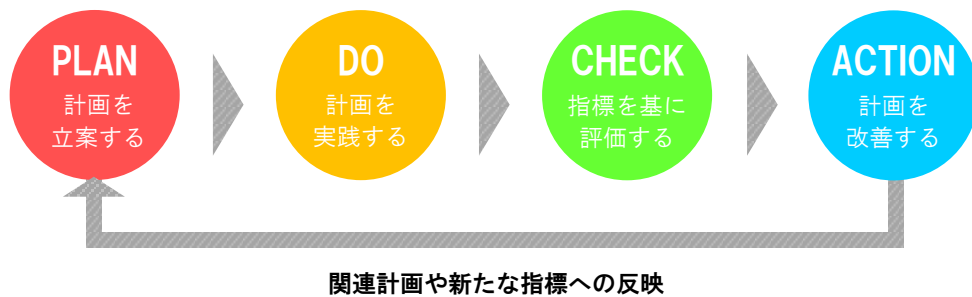 PLAN
計画を
立案する
DO
計画を
実践する
CHECK
指標を基に
評価する
ACTION
計画を
改善する
関連計画や新たな指標への反映